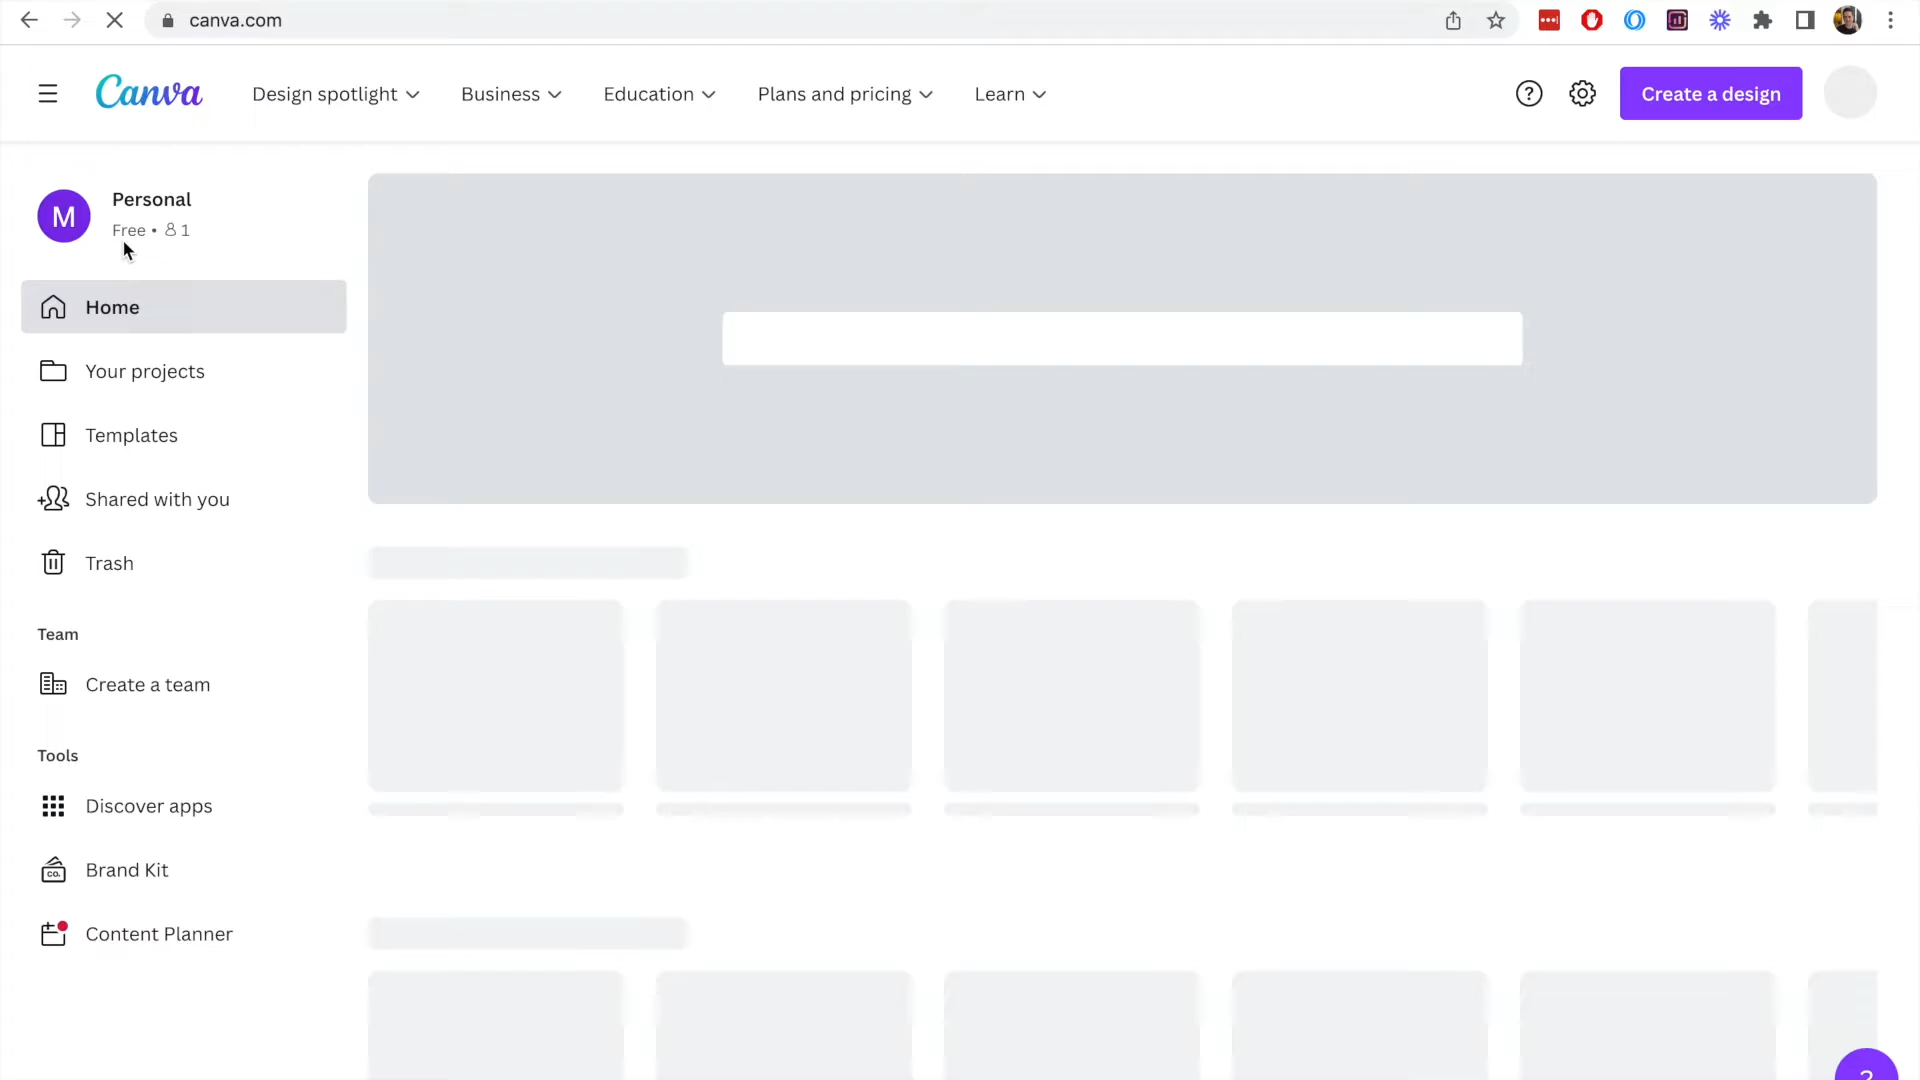 canva.com
Canva
Design spotlight
Business
Education
Plans and pricing
Learn
?
Create a design
M
Personal
Free • 1
Home
Your projects
Templates
Shared with you
Trash
Team
Create a team
Tools
Discover apps
CO.
Brand Kit
Content Planner
?